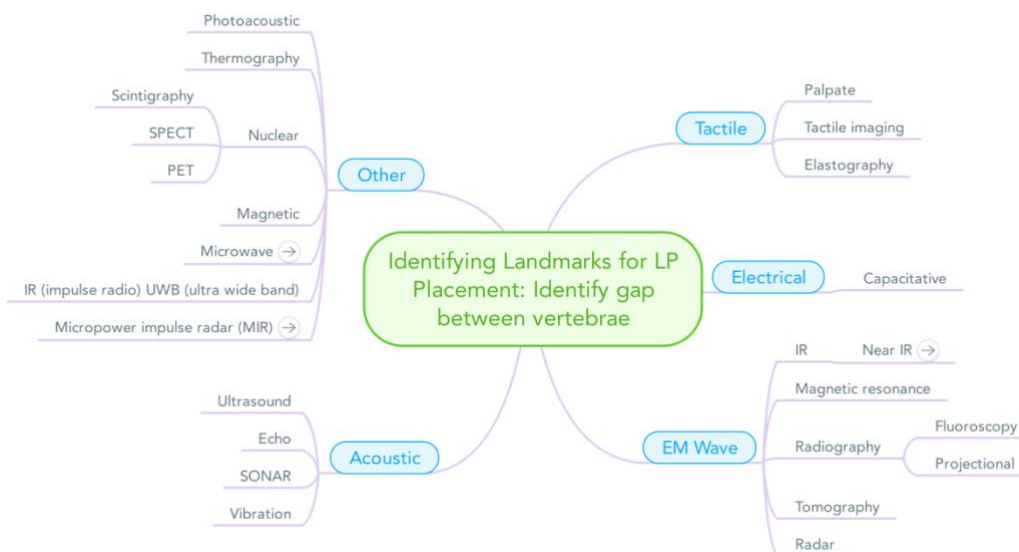 Photoacoustic
Thermography
Scintigraphy
SPECT
PET
Nuclear
Other
Magnetic
Microwave
IR (impulse radio) UWB (ultra wide band)
Micropower impulse radar (MIR)
Tactile
Palpate
Tactile imaging
Elastography
Identifying Landmarks for LP
Placement: Identify gap
between vertebrae
Electrical
Capacitative
Ultrasound
Echo
SONAR
Vibration
Acoustic
EM Wave
IR
Near IR
Magnetic resonance
Radiography
Fluoroscopy
Projectional
Tomography
Radar